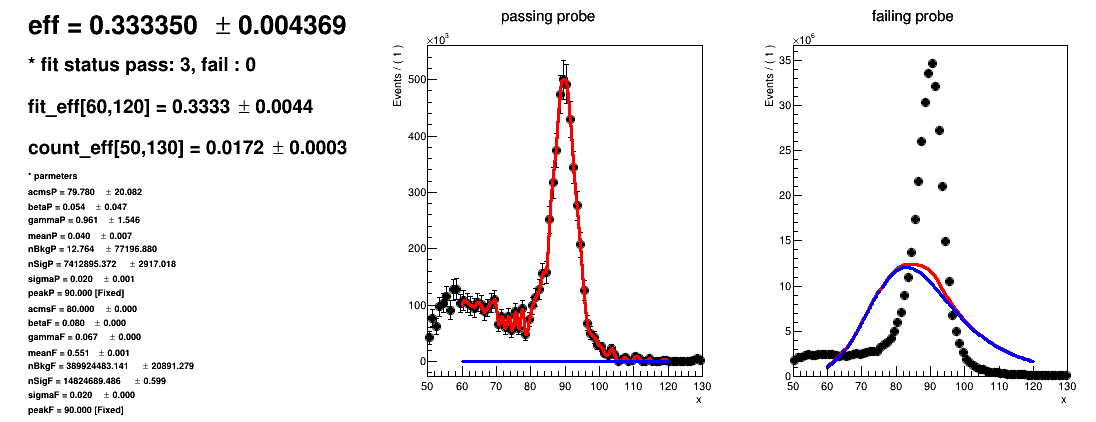 eff = 0.333350 ± 0.004369
* fit status pass: 3, fail : 0
fit_eff[60,120] = 0.3333 ± 0.0044
count_eff[50,130] = 0.0172 ± 0.0003
* parmeters
acmsP = 79.780 ± 20.082
betaP = 0.054 ± 0.047
gammaP = 0.961 ± 1.546
meanP = 0.040 ± 0.007
nBkgP = 12.764 ± 77196.880
nSigP = 7412895.372 ± 2917.018
sigmaP = 0.020 ± 0.001
peakP = 90.000 [Fixed]
acmsF = 80.000 ± 0.000
betaF = 0.080 ± 0.000
gammaF = 0.067 ± 0.000
meanF = 0.551 ± 0.001
nBkgF = 389924483.141 ± 20891.279
nSigF = 14824689.486 ± 0.599
sigmaF = 0.020 ± 0.000
peakF = 90.000 [Fixed]
passing probe
×10³
Events / ( 1 )
500
400
300
200
100
0
50 60 70 80 90 100 110 120 130
x
failing probe
×10⁶
Events / ( 1 )
35
30
25
20
15
10
5
0
50 60 70 80 90 100 110 120 130
x